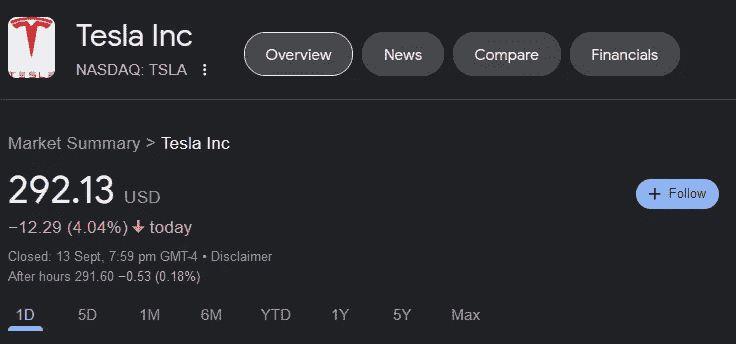 Tesla Inc
NASDAQ: TSLA
Overview
News
Compare
Financials
TESLA
Market Summary > Tesla Inc
292.13 USD
+ Follow
−12.29 (4.04%) ↓ today
Closed: 13 Sept, 7:59 pm GMT-4 • Disclaimer
After hours 291.60 −0.53 (0.18%)
1D 5D 1M 6M YTD 1Y 5Y Max